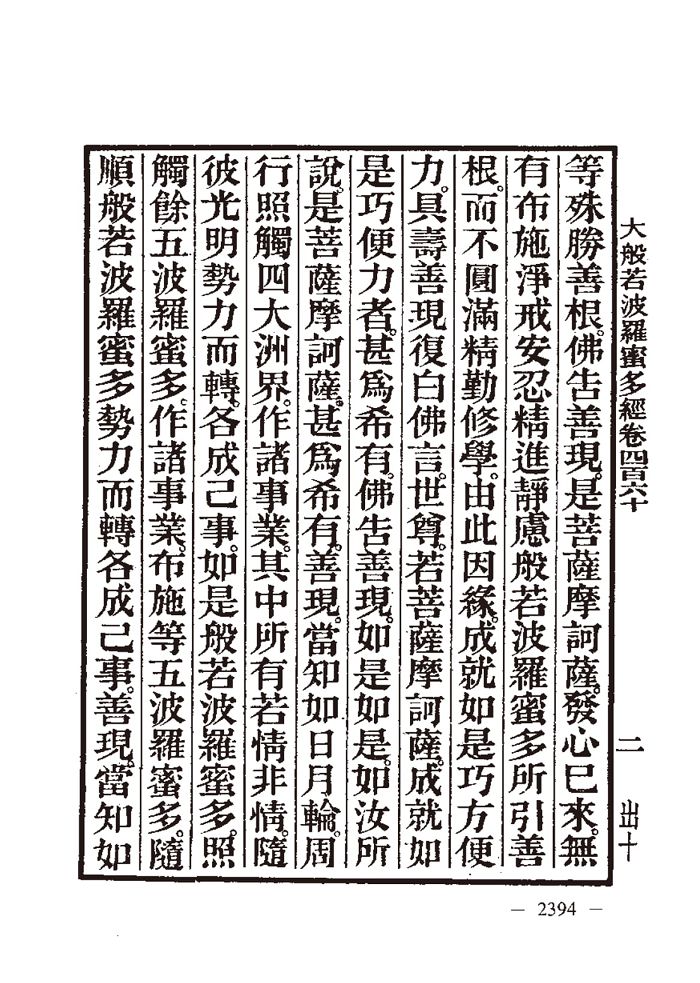 大般若波羅蜜多經卷四百六十　二　出十
等殊勝善根。佛告善現。是菩薩摩訶薩。發心已來。無
有布施淨戒安忍精進靜慮般若波羅蜜多所引善
根。而不圓滿精勤修學。由此因緣。成就如是巧方便
力。具壽善現復白佛言。世尊。若菩薩摩訶薩。成就如
是巧便力者。甚爲希有。佛告善現。如是如是。如汝所
說。是菩薩摩訶薩。甚爲希有。善現。當知如日月輪。周
行照觸四大洲界。作諸事業。其中所有若情非情。隨
彼光明勢力而轉。各成己事。如是般若波羅蜜多。照
觸餘五波羅蜜多。作諸事業。布施等五波羅蜜多。隨
順般若波羅蜜多勢力而轉各成己事。善現。當知如
— 2394 —